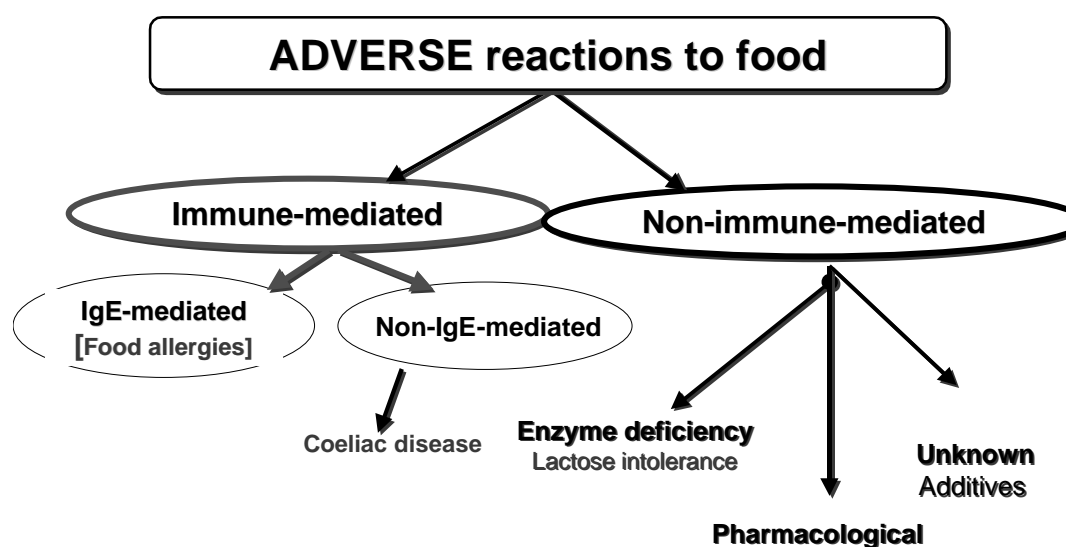 ADVERSE reactions to food
Immune-mediated
Non-immune-mediated
IgE-mediated
[Food allergies]
Non-IgE-mediated
Coeliac disease
Enzyme deficiency
Lactose intolerance
Unknown
Additives
Pharmacological